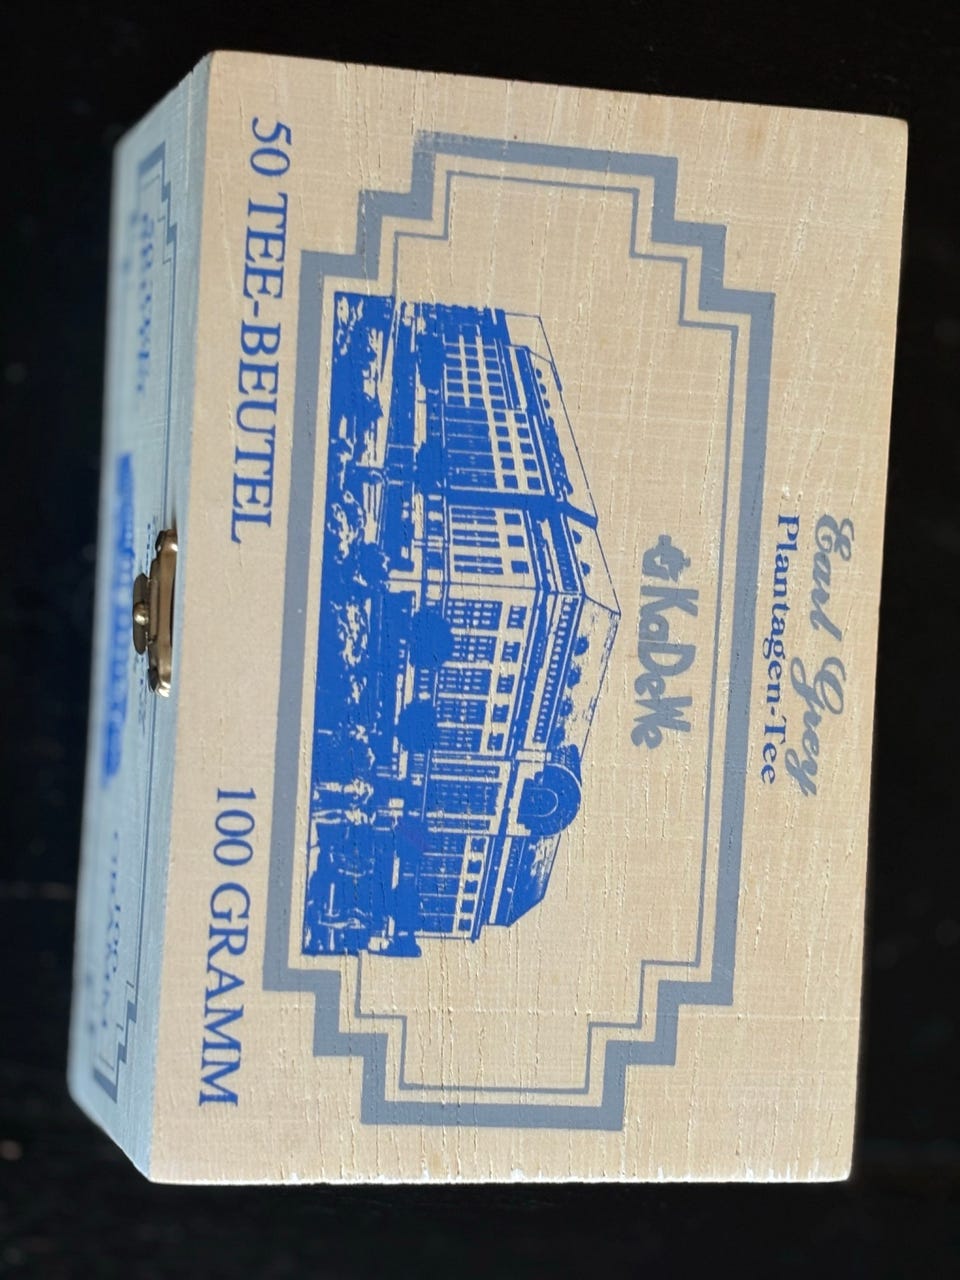 Earl Grey
Plantagen-Tee
KaDeWe
50 TEE-BEUTEL 100 GRAMM